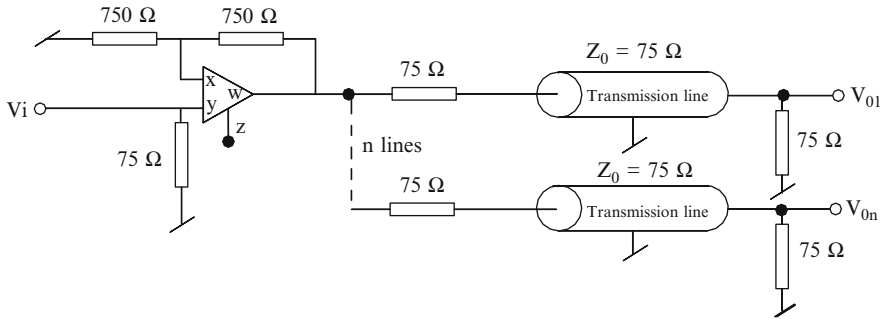 750 Ω
750 Ω
Z₀ = 75 Ω
75 Ω
x
w
y
Transmission line
Vi
V₀₁
z
75 Ω
n lines
75 Ω
Z₀ = 75 Ω
75 Ω
Transmission line
V₀ₙ
75 Ω